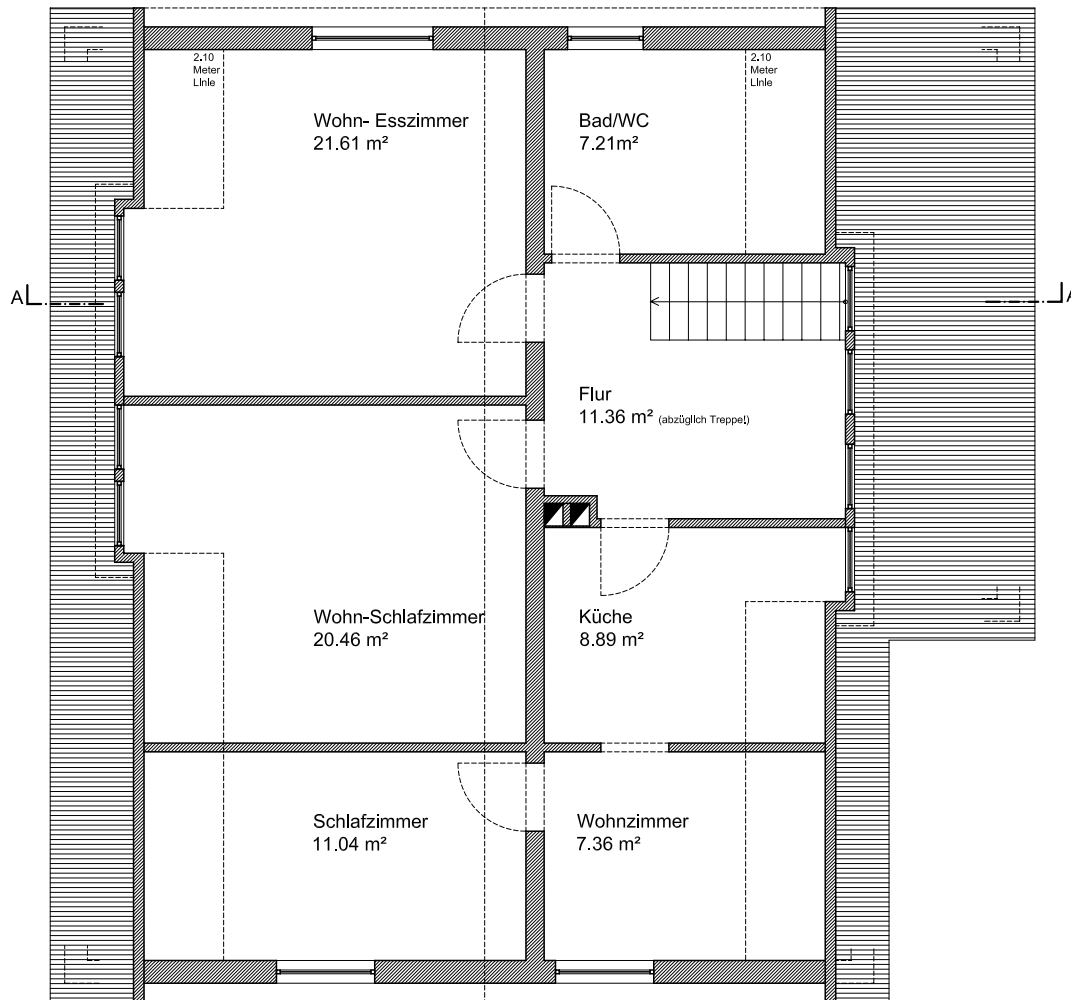 2.10
Meter
Linie
2.10
Meter
Linie
Wohn- Esszimmer
21.61 m²
Bad/WC
7.21m²
A
A
Flur
11.36 m² (abzüglich Treppe!)
Wohn-Schlafzimmer
20.46 m²
Küche
8.89 m²
Schlafzimmer
11.04 m²
Wohnzimmer
7.36 m²